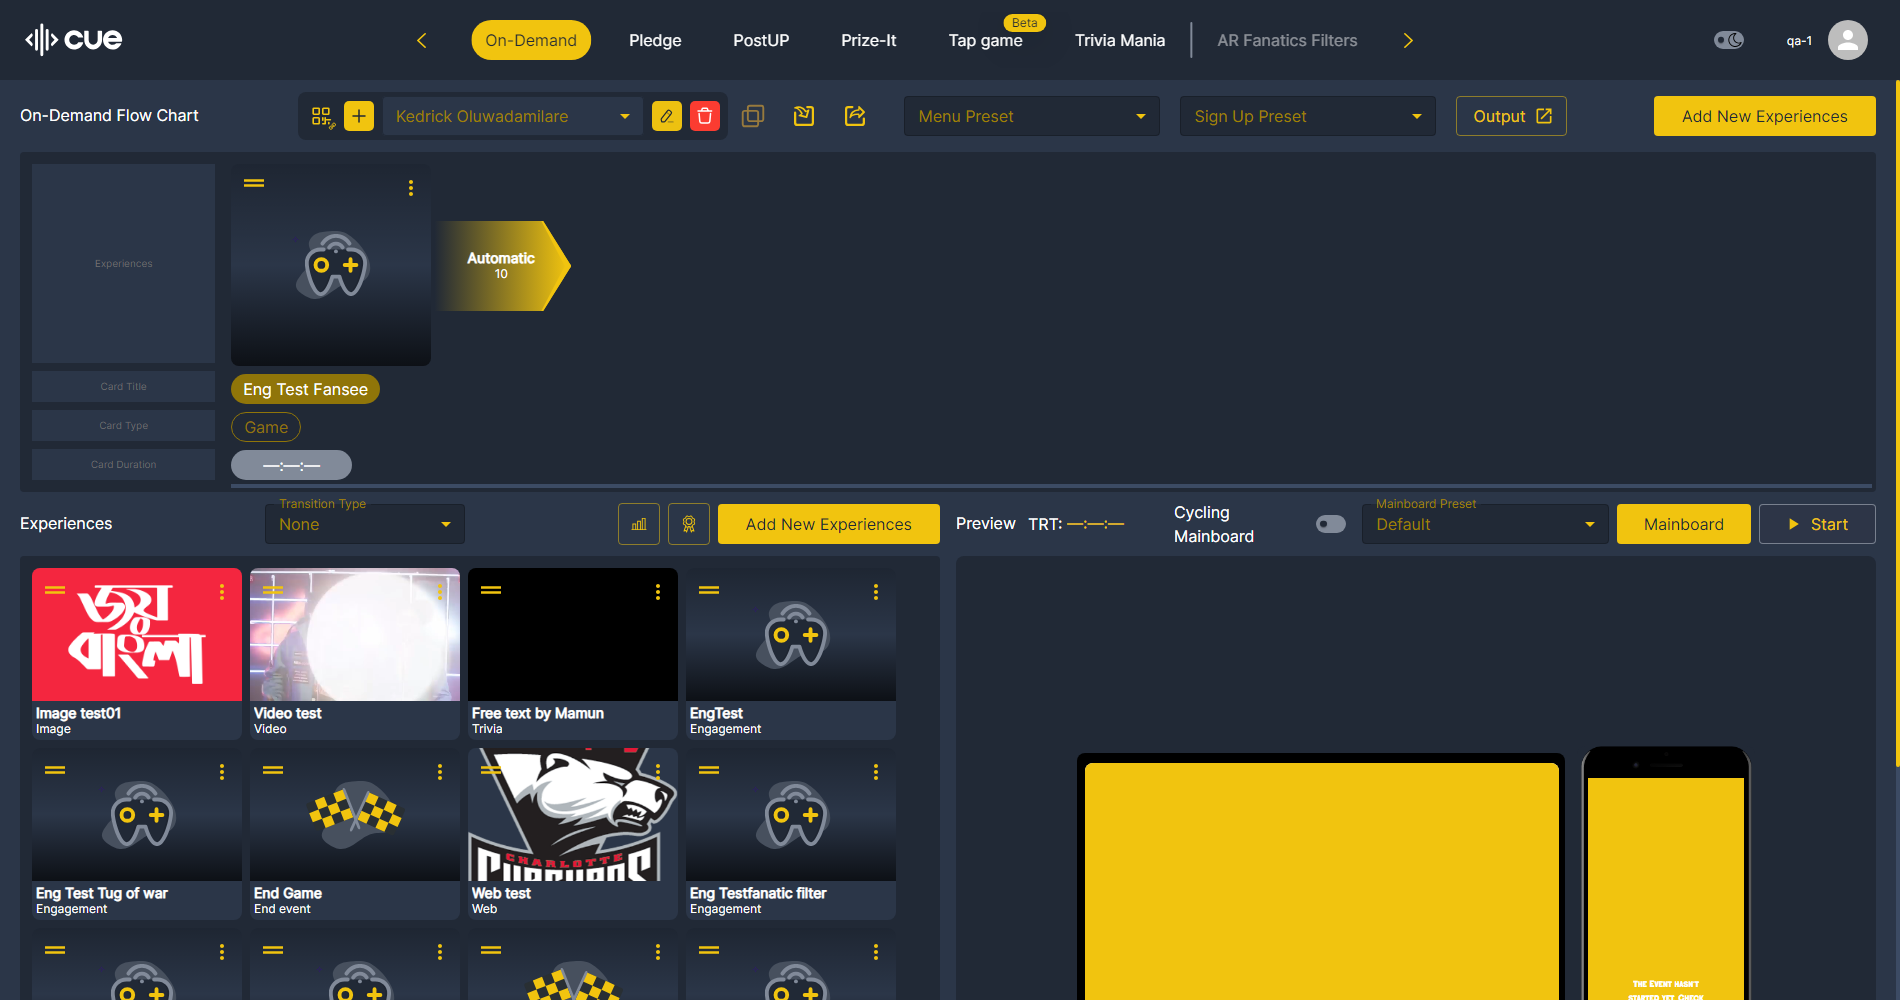 cue
On-Demand
Pledge
PostUP
Prize-It
Beta
Tap game
Trivia Mania
AR Fanatics Filters
qa-1
On-Demand Flow Chart
Kedrick Oluwadamilare
Menu Preset
Sign Up Preset
Output
Add New Experiences
Experiences
Automatic
10
Card Title
Eng Test Fansee
Card Type
Game
Card Duration
—:—:—
Experiences
Transition Type
None
Add New Experiences
Preview
TRT: —:—:—
Cycling
Mainboard
Mainboard Preset
Default
Mainboard
Start
জয়
বাংলা
Image test01
Image
Video test
Video
Free text by Mamun
Trivia
EngTest
Engagement
Eng Test Tug of war
Engagement
End Game
End event
CHARLOTTE
Web test
Web
Eng Testfanatic filter
Engagement
The Event hasn't
started yet. Check